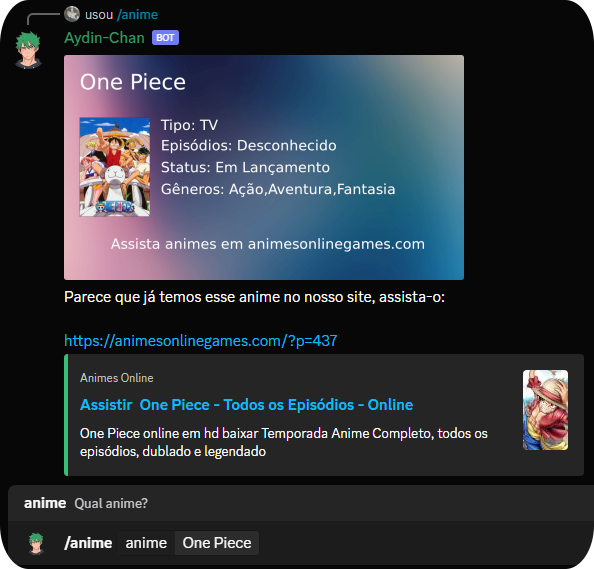 usou /anime
Aydin-Chan BOT
One Piece
Tipo: TV
Episódios: Desconhecido
Status: Em Lançamento
Gêneros: Ação,Aventura,Fantasia
Assista animes em animesonlinegames.com
Parece que já temos esse anime no nosso site, assista-o:
https://animesonlinegames.com/?p=437
Animes Online
Assistir One Piece - Todos os Episódios - Online
One Piece online em hd baixar Temporada Anime Completo, todos os
episódios, dublado e legendado
anime Qual anime?
/anime anime One Piece